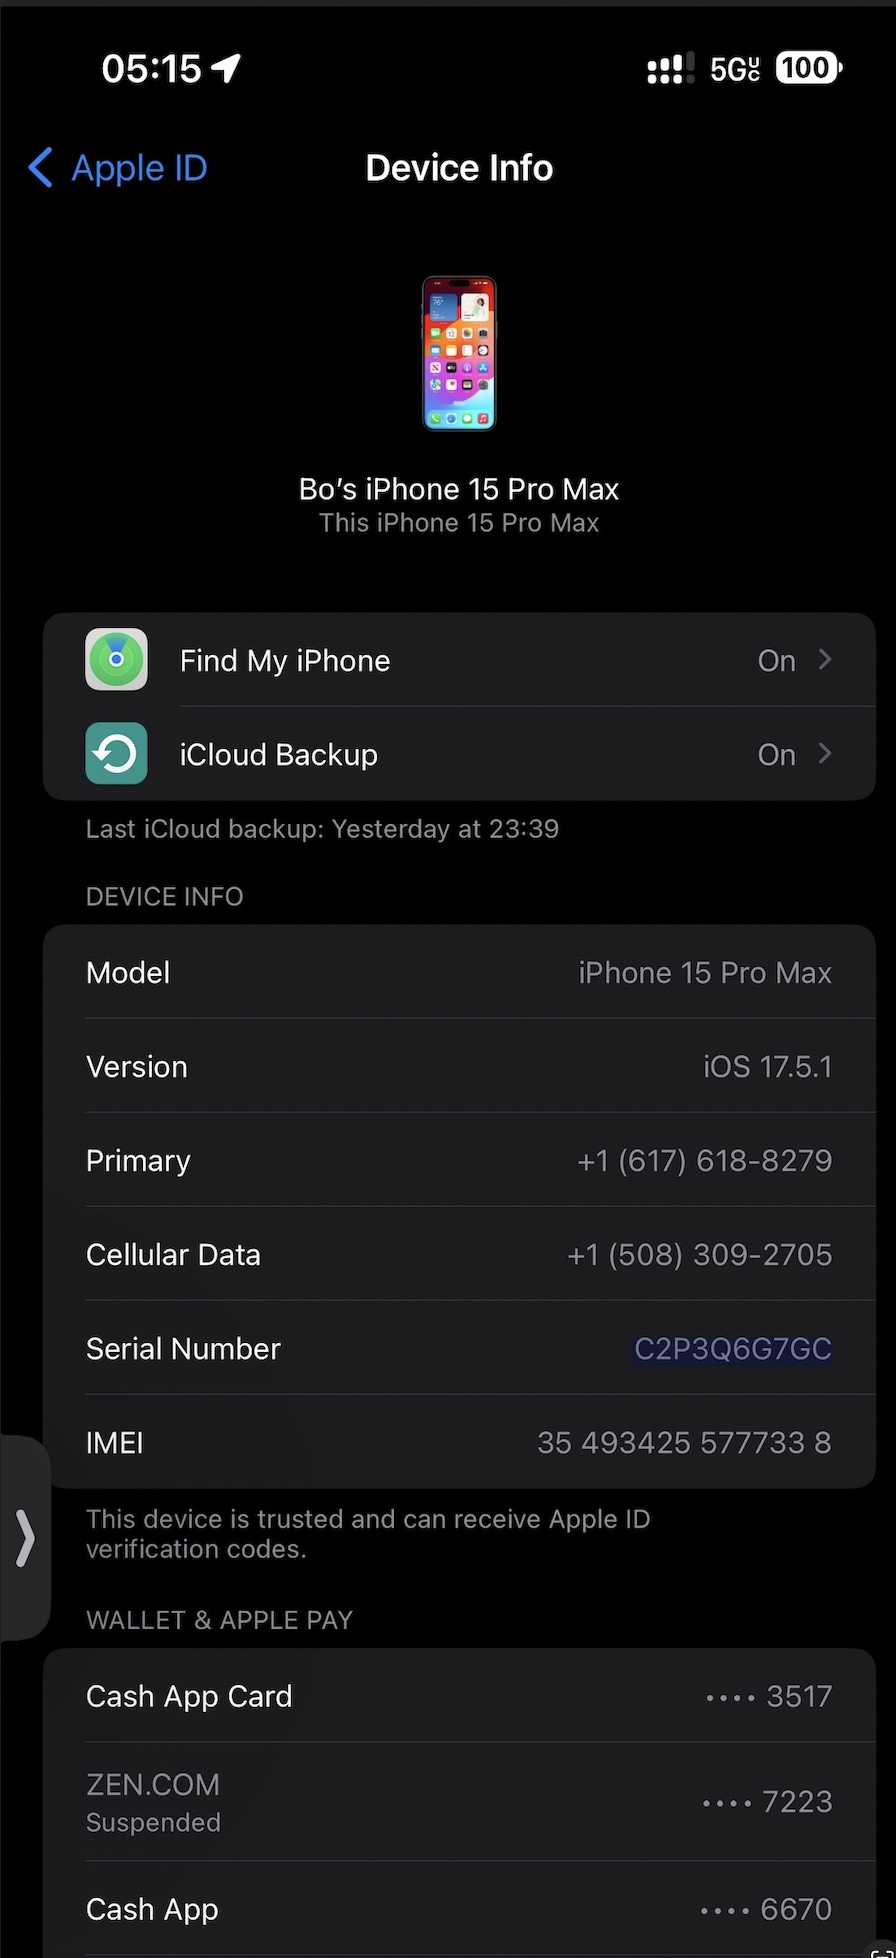 05:15
5G UC
100
Apple ID
Device Info
Bo’s iPhone 15 Pro Max
This iPhone 15 Pro Max
Find My iPhone On
iCloud Backup On
Last iCloud backup: Yesterday at 23:39
DEVICE INFO
Model iPhone 15 Pro Max
Version iOS 17.5.1
Primary +1 (617) 618-8279
Cellular Data +1 (508) 309-2705
Serial Number C2P3Q6G7GC
IMEI 35 493425 577733 8
This device is trusted and can receive Apple ID
verification codes.
WALLET & APPLE PAY
Cash App Card •••• 3517
ZEN.COM
Suspended
•••• 7223
Cash App •••• 6670